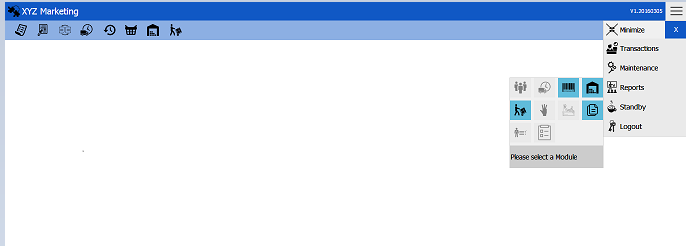 XYZ Marketing
V1.20160305
Minimize
X
Transactions
Maintenance
Reports
Standby
Logout
Please select a Module